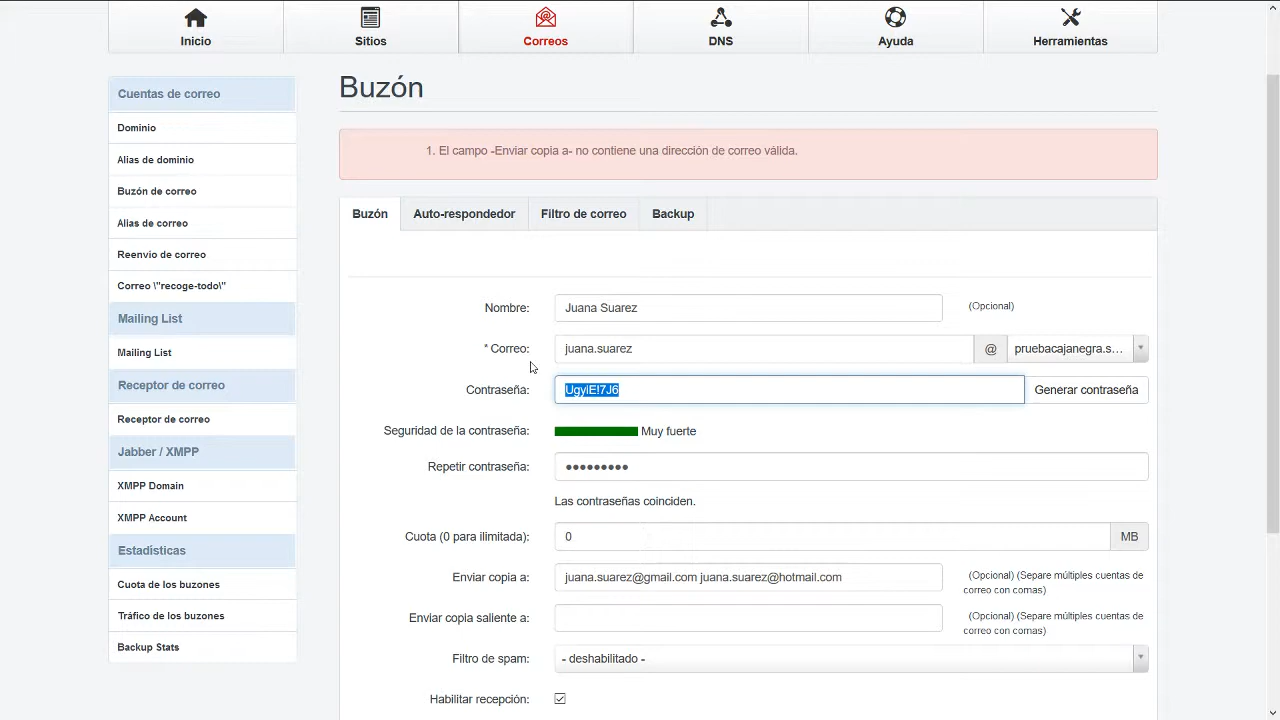 Inicio
Sitios
Correos
DNS
Ayuda
Herramientas
Cuentas de correo
Dominio
Alias de dominio
Buzón de correo
Alias de correo
Reenvio de correo
Correo \"recoge-todo\"
Mailing List
Mailing List
Receptor de correo
Receptor de correo
Jabber / XMPP
XMPP Domain
XMPP Account
Estadísticas
Cuota de los buzones
Tráfico de los buzones
Backup Stats
Buzón
1. El campo -Enviar copia a- no contiene una dirección de correo válida.
Buzón
Auto-respondedor
Filtro de correo
Backup
Nombre:
Juana Suarez
(Opcional)
* Correo:
juana.suarez
@
pruebacajanegra.s...
Contraseña:
Generar contraseña
Seguridad de la contraseña:
Muy fuerte
Repetir contraseña:
●●●●●●●●●
Las contraseñas coinciden.
Cuota (0 para ilimitada):
0
MB
Enviar copia a:
juana.suarez@gmail.com juana.suarez@hotmail.com
(Opcional) (Separe múltiples cuentas de
correo con comas)
Enviar copia saliente a:
(Opcional) (Separe múltiples cuentas de
correo con comas)
Filtro de spam:
- deshabilitado -
Habilitar recepción: